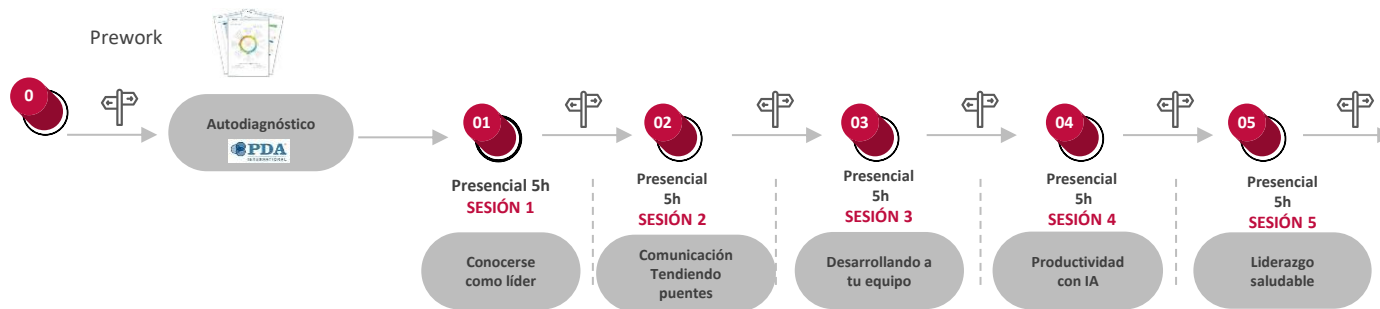 Prework
0
Autodiagnóstico
PDA
INTERNATIONAL
01
Presencial 5h
SESIÓN 1
Conocerse
como líder
02
Presencial
5h
SESIÓN 2
Comunicación
Tendiendo
puentes
03
Presencial
5h
SESIÓN 3
Desarrollando a
tu equipo
04
Presencial
5h
SESIÓN 4
Productividad
con IA
05
Presencial
5h
SESIÓN 5
Liderazgo
saludable